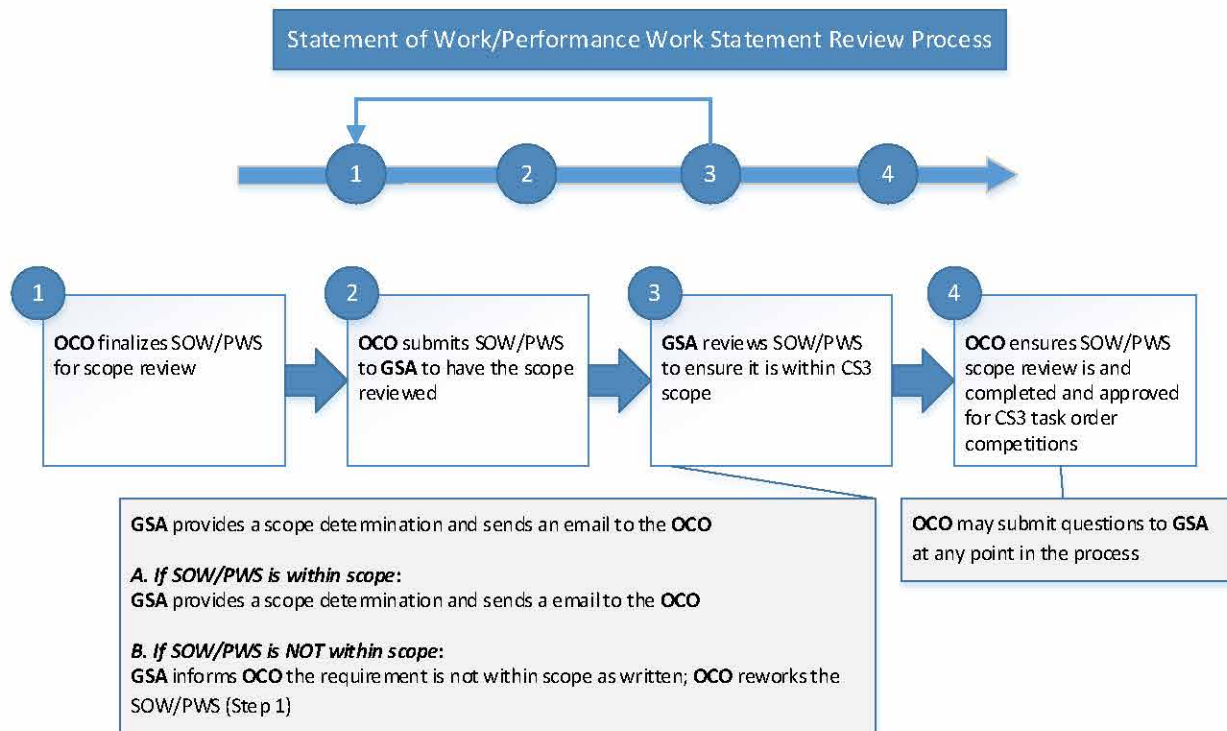 Statement of Work/Performance Work Statement Review Process
1
2
3
4
1
OCO finalizes SOW/PWS
for scope review
2
OCO submits SOW/PWS
to GSA to have the scope
reviewed
3
GSA reviews SOW/PWS
to ensure it is within CS3
scope
4
OCO ensures SOW/PWS
scope review is and
completed and approved
for CS3 task order
competitions
GSA provides a scope determination and sends an email to the OCO
A. If SOW/PWS is within scope:
GSA provides a scope determination and sends a email to the OCO
B. If SOW/PWS is NOT within scope:
GSA informs OCO the requirement is not within scope as written; OCO reworks the
SOW/PWS (Step 1)
OCO may submit questions to GSA
at any point in the process